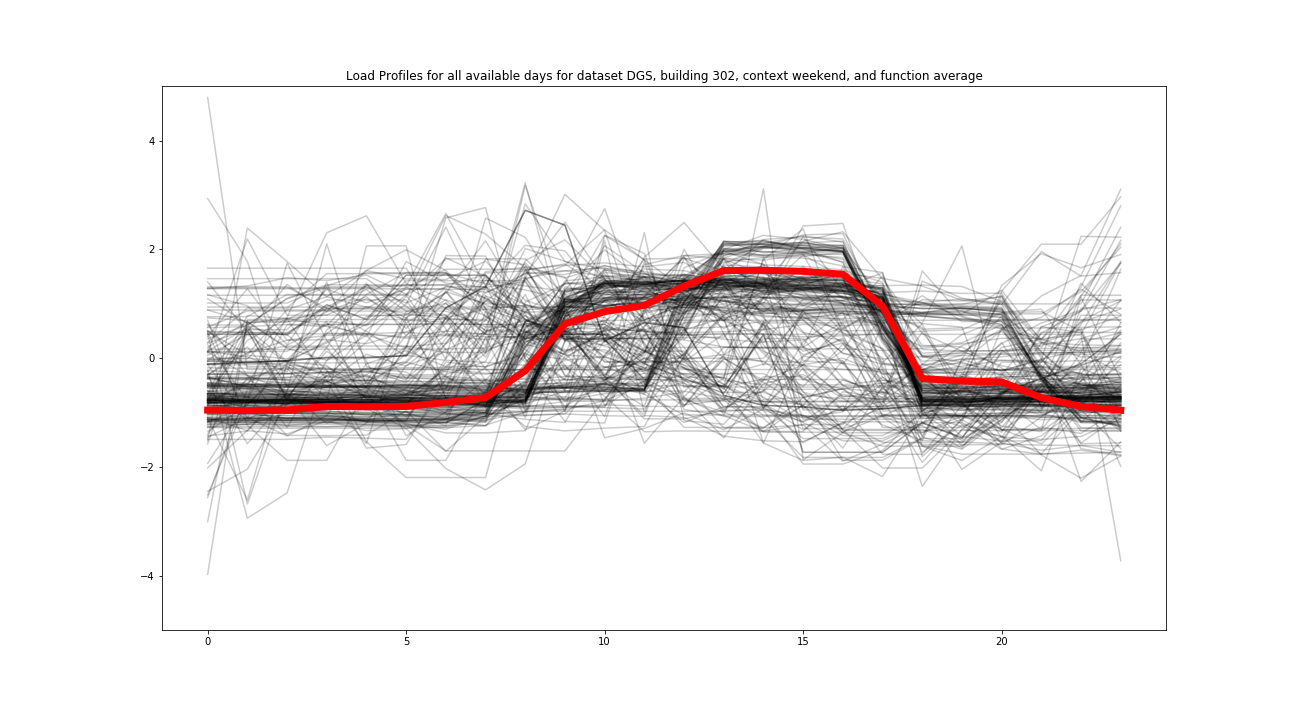 Load Profiles for all available days for dataset DGS, building 302, context weekend, and function average
4
2
0
−2
−4
0 5 10 15 20